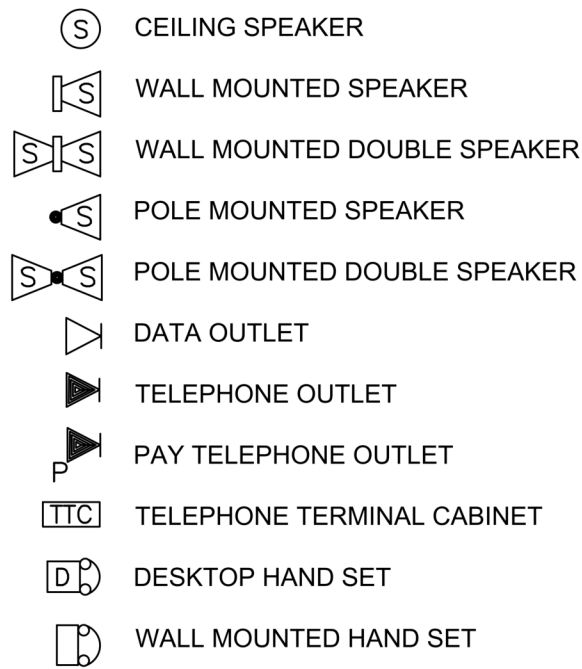 S CEILING SPEAKER
S WALL MOUNTED SPEAKER
S S WALL MOUNTED DOUBLE SPEAKER
S POLE MOUNTED SPEAKER
S S POLE MOUNTED DOUBLE SPEAKER
DATA OUTLET
TELEPHONE OUTLET
P PAY TELEPHONE OUTLET
TTC TELEPHONE TERMINAL CABINET
D DESKTOP HAND SET
WALL MOUNTED HAND SET